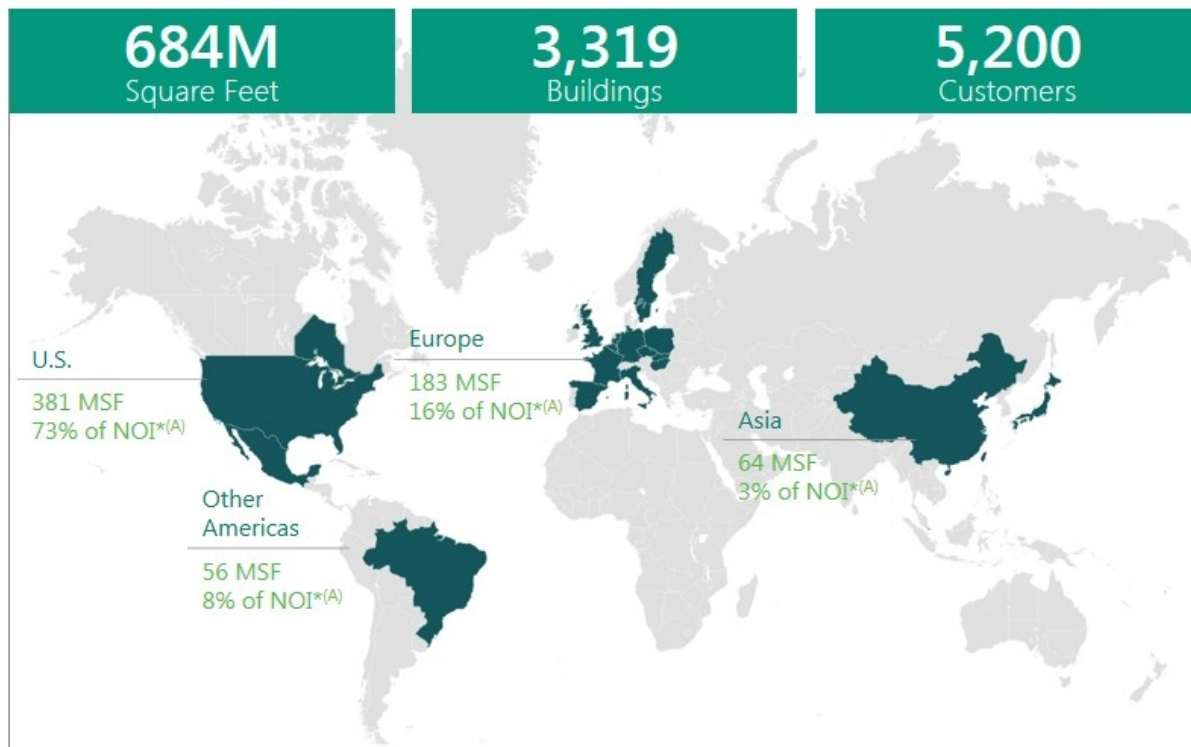 684M
Square Feet
3,319
Buildings
5,200
Customers
U.S.
381 MSF
73% of NOI*(A)
Europe
183 MSF
16% of NOI*(A)
Asia
64 MSF
3% of NOI*(A)
Other
Americas
56 MSF
8% of NOI*(A)